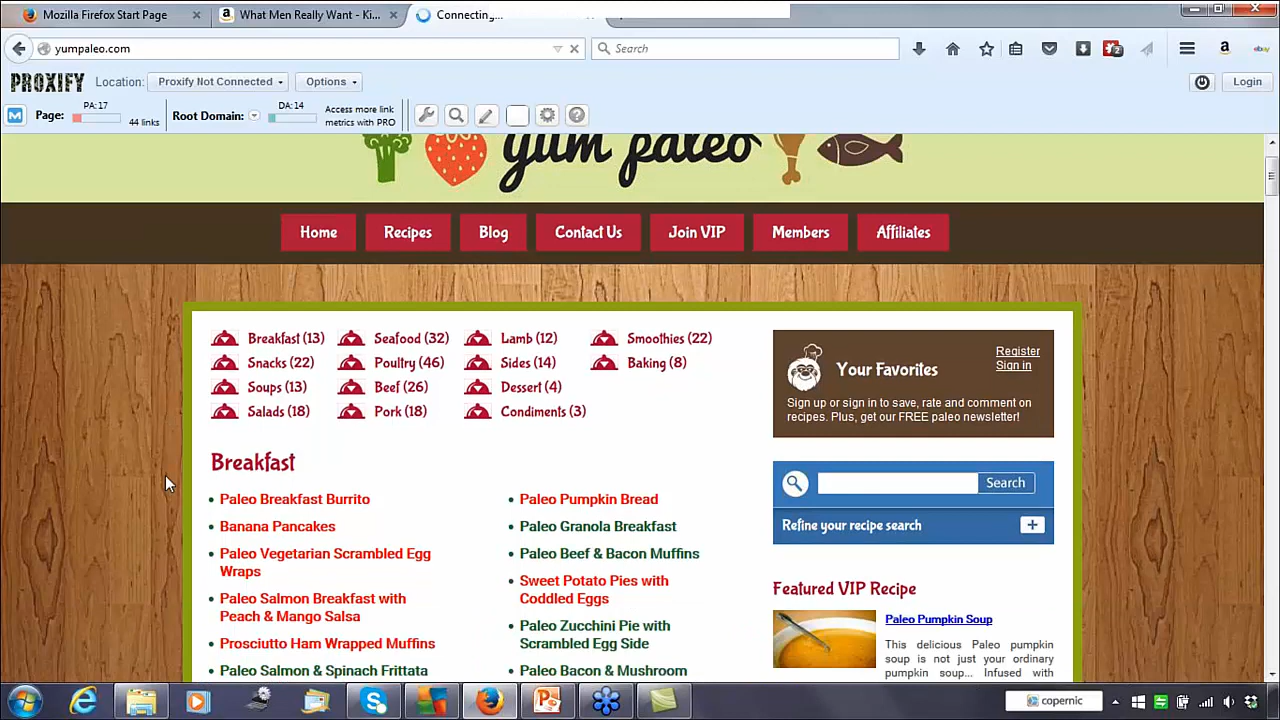 Mozilla Firefox Start Page
What Men Really Want - Ki...
Connecting...
yumpaleo.com
Search
2
PROXIFY Location: Proxify Not Connected Options Login
Page: PA: 17 44 links Root Domain: DA: 14 Access more link metrics with PRO
yum paleo
Home Recipes Blog Contact Us Join VIP Members Affiliates
Breakfast (13) Seafood (32) Lamb (12) Smoothies (22)
Snacks (22) Poultry (46) Sides (14) Baking (8)
Soups (13) Beef (26) Dessert (4)
Salads (18) Pork (18) Condiments (3)
Breakfast
Paleo Breakfast Burrito
Banana Pancakes
Paleo Vegetarian Scrambled Egg
Wraps
Paleo Salmon Breakfast with
Peach & Mango Salsa
Prosciutto Ham Wrapped Muffins
Paleo Salmon & Spinach Frittata
Paleo Pumpkin Bread
Paleo Granola Breakfast
Paleo Beef & Bacon Muffins
Sweet Potato Pies with
Coddled Eggs
Paleo Zucchini Pie with
Scrambled Egg Side
Paleo Bacon & Mushroom
Your Favorites
Register
Sign in
Sign up or sign in to save, rate and comment on
recipes. Plus, get our FREE paleo newsletter!
Search
Refine your recipe search +
Featured VIP Recipe
Paleo Pumpkin Soup
This delicious Paleo pumpkin
soup is not just your ordinary
pumpkin soup... Infused with
copernic